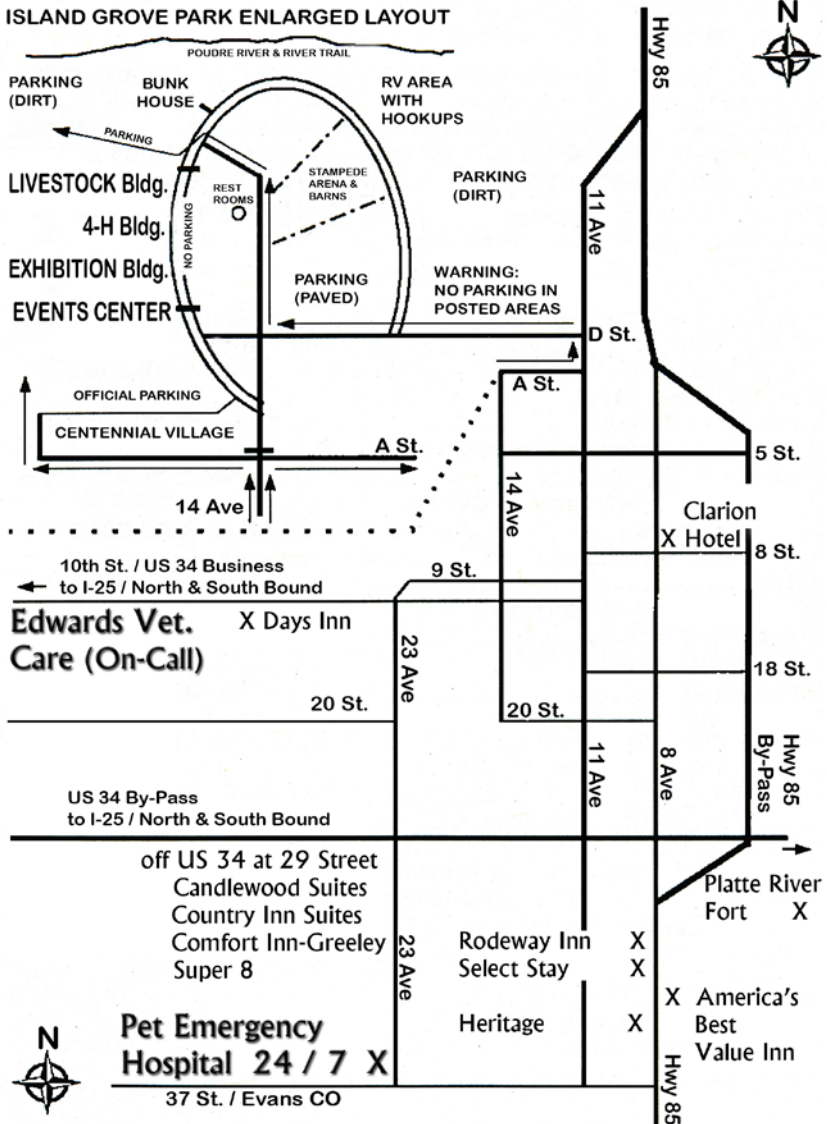 ISLAND GROVE PARK ENLARGED LAYOUT
N
Hwy 85
POUDRE RIVER & RIVER TRAIL
PARKING
(DIRT)
BUNK
HOUSE
RV AREA
WITH
HOOKUPS
PARKING
LIVESTOCK Bldg.
REST
ROOMS
STAMPEDE
ARENA &
BARNS
PARKING
(DIRT)
4-H Bldg.
NO PARKING
11 Ave
EXHIBITION Bldg.
PARKING
(PAVED)
WARNING:
NO PARKING IN
POSTED AREAS
EVENTS CENTER
D St.
A St.
OFFICIAL PARKING
CENTENNIAL VILLAGE
A St.
5 St.
14 Ave
14 Ave
Clarion
X Hotel
8 St.
10th St. / US 34 Business
to I-25 / North & South Bound
9 St.
Edwards Vet.
Care (On-Call)
X Days Inn
23 Ave
18 St.
20 St.
20 St.
11 Ave
8 Ave
Hwy 85
By-Pass
US 34 By-Pass
to I-25 / North & South Bound
off US 34 at 29 Street
Candlewood Suites
Country Inn Suites
Comfort Inn-Greeley
Super 8
23 Ave
Platte River
Fort X
Rodeway Inn X
Select Stay X
Heritage X
X America's
Best
Value Inn
N
Pet Emergency
Hospital 24 / 7 X
37 St. / Evans CO
Hwy 85